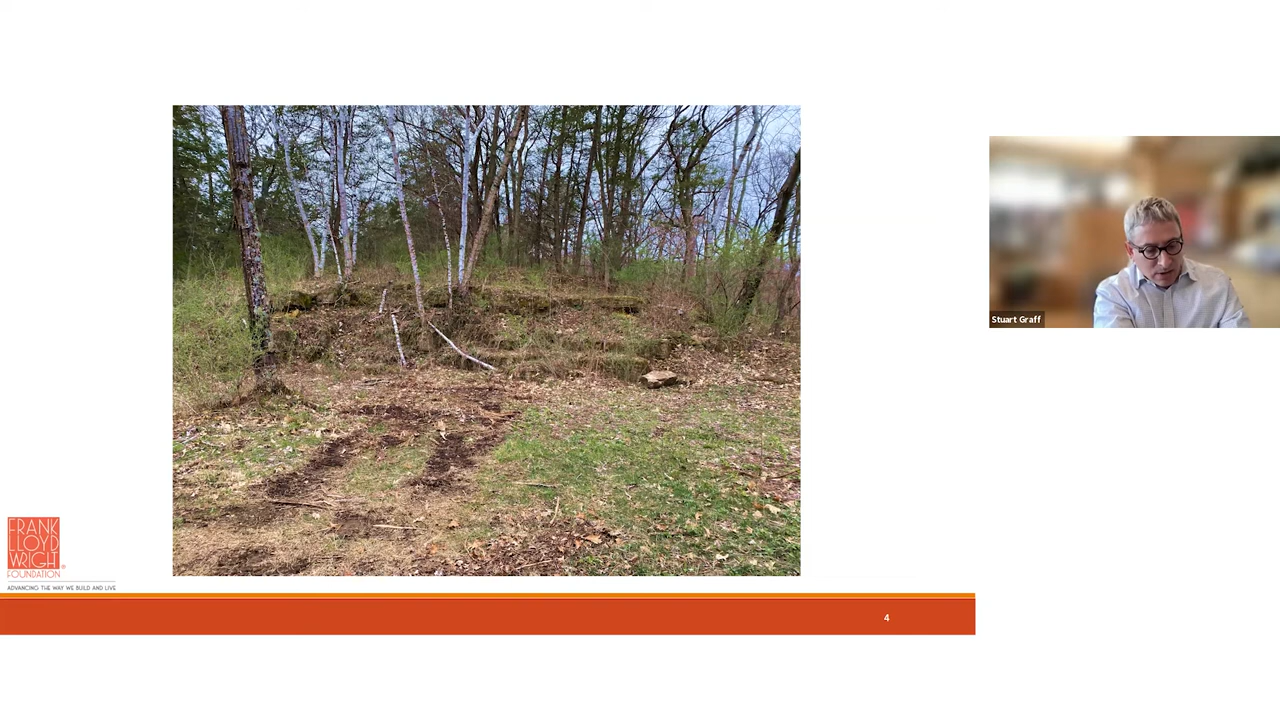 FRANK
LLOYD
WRIGHT®
FOUNDATION
ADVANCING THE WAY WE BUILD AND LIVE
4
Stuart Graff